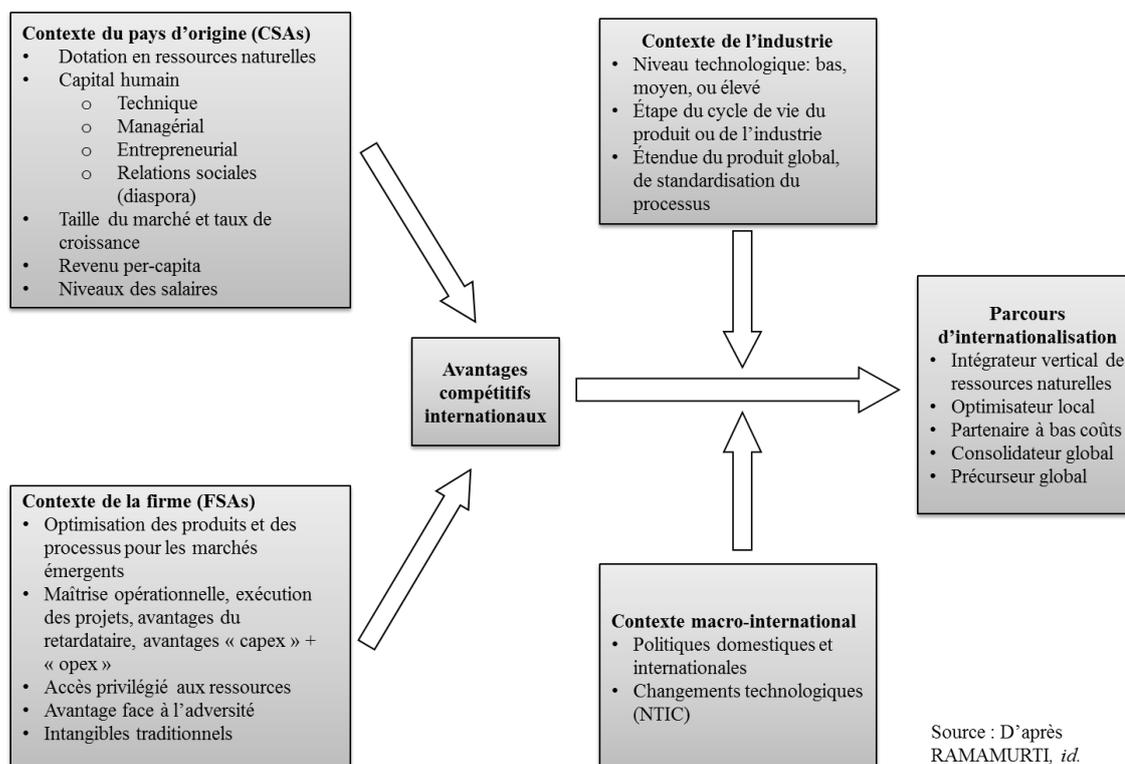 Contexte du pays d’origine (CSAs)
• Dotation en ressources naturelles
• Capital humain
o Technique
o Managérial
o Entrepreneurial
o Relations sociales
(diaspora)
• Taille du marché et taux de
croissance
• Revenu per-capita
• Niveaux des salaires
Contexte de l’industrie
• Niveau technologique: bas,
moyen, ou élevé
• Étape du cycle de vie du
produit ou de l’industrie
• Étendue du produit global,
de standardisation du
processus
Avantages
compétitifs
internationaux
Parcours
d’internationalisation
• Intégrateur vertical de
ressources naturelles
• Optimisateur local
• Partenaire à bas coûts
• Consolidateur global
• Précurseur global
Contexte de la firme (FSAs)
• Optimisation des produits et des
processus pour les marchés
émergents
• Maîtrise opérationnelle, exécution
des projets, avantages du
retardataire, avantages « capex » +
« opex »
• Accès privilégié aux ressources
• Avantage face à l’adversité
• Intangibles traditionnels
Contexte macro-international
• Politiques domestiques et
internationales
• Changements technologiques
(NTIC)
Source : D’après
RAMAMURTI, id.